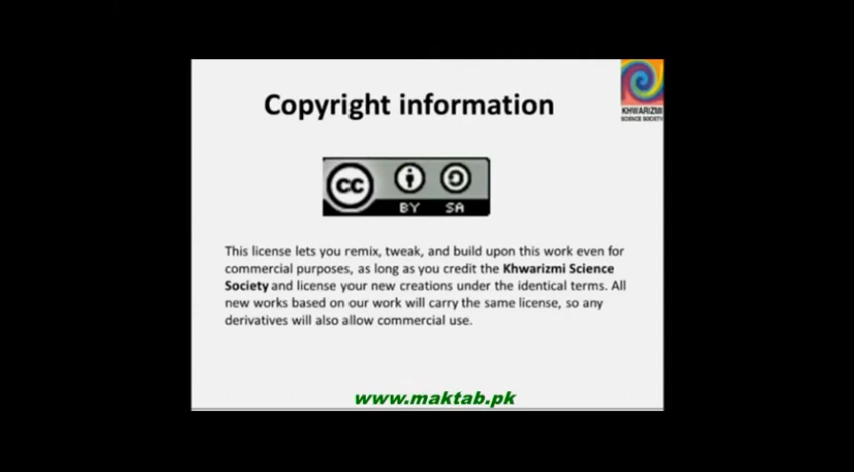 Copyright information
KHWARIZMI
SCIENCE SOCIETY
cc
BY SA
This license lets you remix, tweak, and build upon this work even for
commercial purposes, as long as you credit the Khwarizmi Science
Society and license your new creations under the identical terms. All
new works based on our work will carry the same license, so any
derivatives will also allow commercial use.
www.maktab.pk